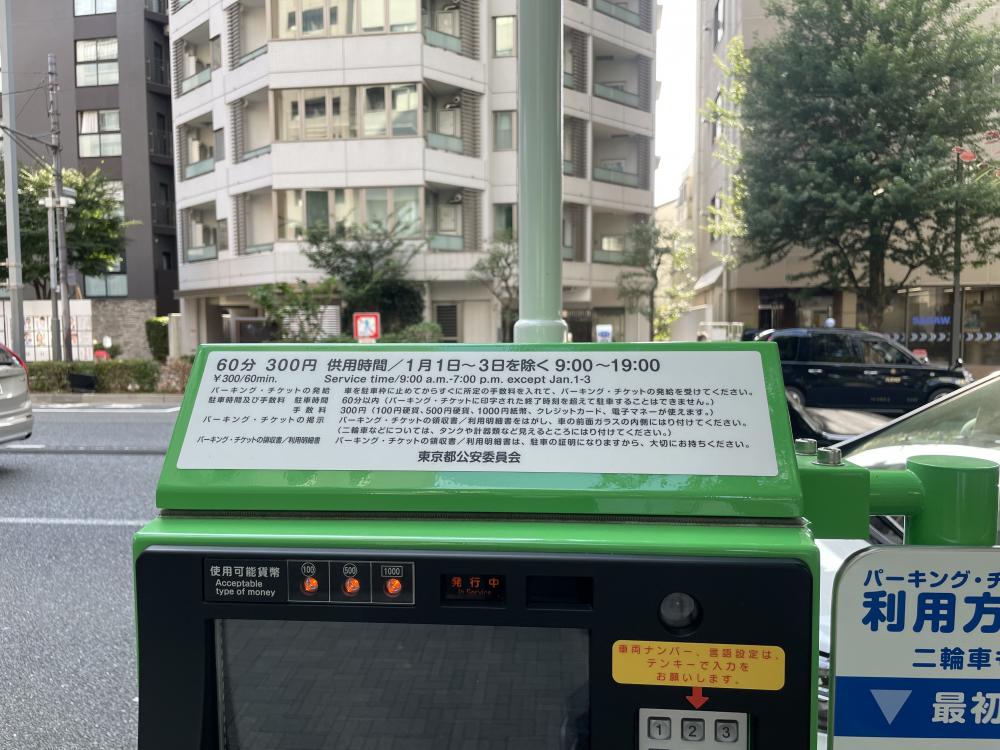 60分 300円 供用時間／1月1日～3日を除く 9:00～19:00
¥300/60min. Service time/9:00 a.m.-7:00 p.m. except Jan.1-3
パーキング・チケットの発給 車を駐車枠に止めてからすぐに所定の手数料を入れて、パーキング・チケットの発給を受けてください。
駐車時間及び手数料 駐車時間 60分以内（パーキング・チケットに印字された終了時刻を超えて駐車することはできません。）
手数料 300円（100円硬貨、500円硬貨、1000円紙幣、クレジットカード、電子マネーが使えます。）
パーキング・チケットの掲示 パーキング・チケットの領収書／利用明細書をはがし、車の前面ガラスの内側にはり付けてください。
（二輪車などについては、タンクや計器類など見えるところにはり付けてください。）
パーキング・チケットの領収書／利用明細書 パーキング・チケットの領収書／利用明細書は、駐車の証明になりますから、大切にお持ちください。
東京都公安委員会
使用可能貨幣
Acceptable
type of money
100 500 1000
発行中
In Service
車両ナンバー、言語設定は、
テンキーで入力を
お願いします。
1 2 3
パーキング・チ
利用方
二輪車
最初
SAGAWA